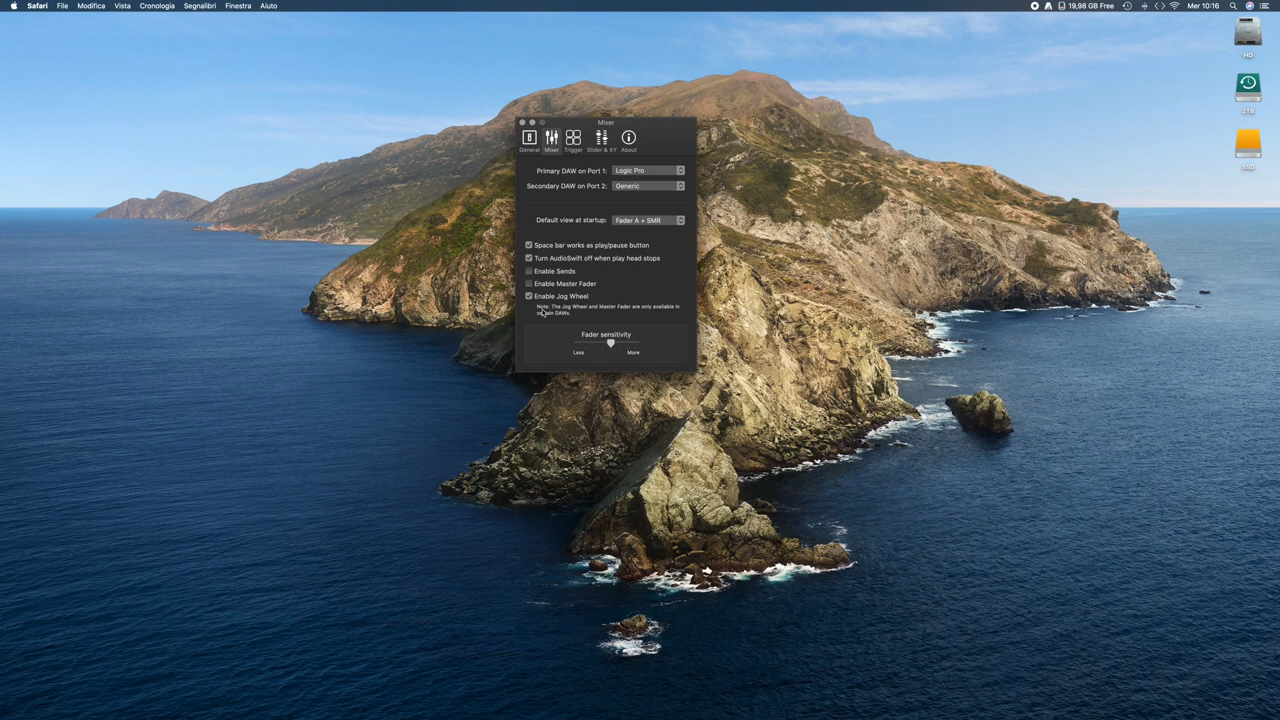 Safari File Modifica Vista Cronologia Segnalibri Finestra Aiuto 19,98 GB Free Mer 10:16
HD
2TB
SSD
Mixer
General Mixer Trigger Slider & XY About
Primary DAW on Port 1: Logic Pro
Secondary DAW on Port 2: Generic
Default view at startup: Fader A + SMR
Space bar works as play/pause button
Turn AudioSwift off when play head stops
Enable Sends
Enable Master Fader
Enable Jog Wheel
Note: The Jog Wheel and Master Fader are only available in
certain DAWs.
Fader sensitivity
Less More